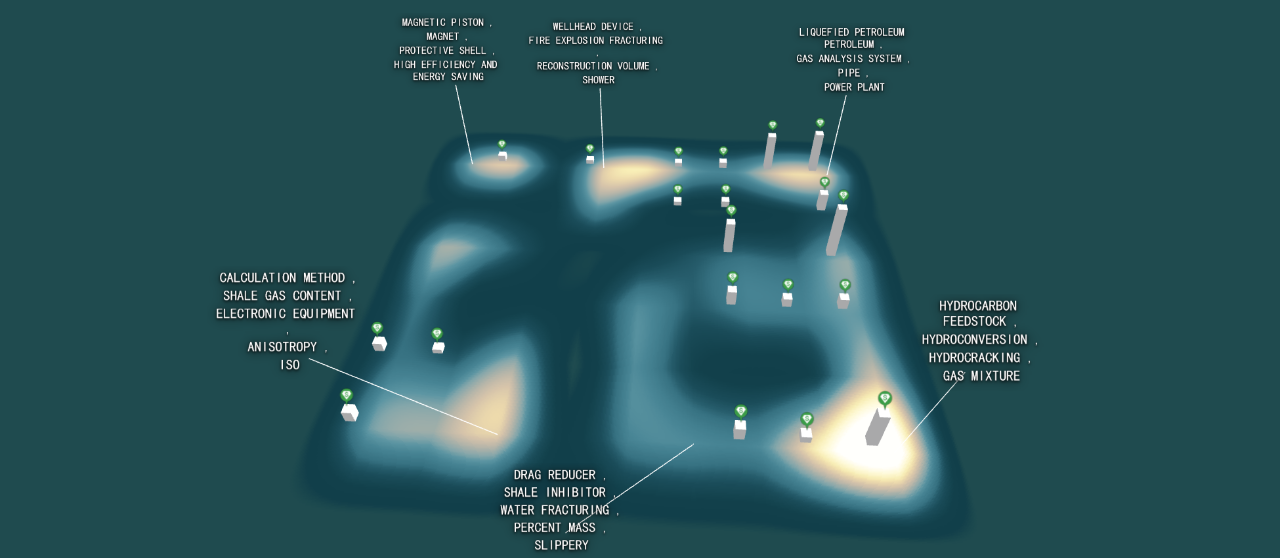 MAGNETIC PISTON ,
MAGNET ,
PROTECTIVE SHELL ,
HIGH EFFICIENCY AND
ENERGY SAVING
WELLHEAD DEVICE ,
FIRE EXPLOSION FRACTURING
,
RECONSTRUCTION VOLUME ,
SHOWER
LIQUEFIED PETROLEUM
PETROLEUM ,
GAS ANALYSIS SYSTEM ,
PIPE ,
POWER PLANT
CALCULATION METHOD ,
SHALE GAS CONTENT ,
ELECTRONIC EQUIPMENT
,
ANISOTROPY ,
ISO
HYDROCARBON
FEEDSTOCK ,
HYDROCONVERSION ,
HYDROCRACKING ,
GAS MIXTURE
DRAG REDUCER ,
SHALE INHIBITOR ,
WATER FRACTURING ,
PERCENT MASS ,
SLIPPERY